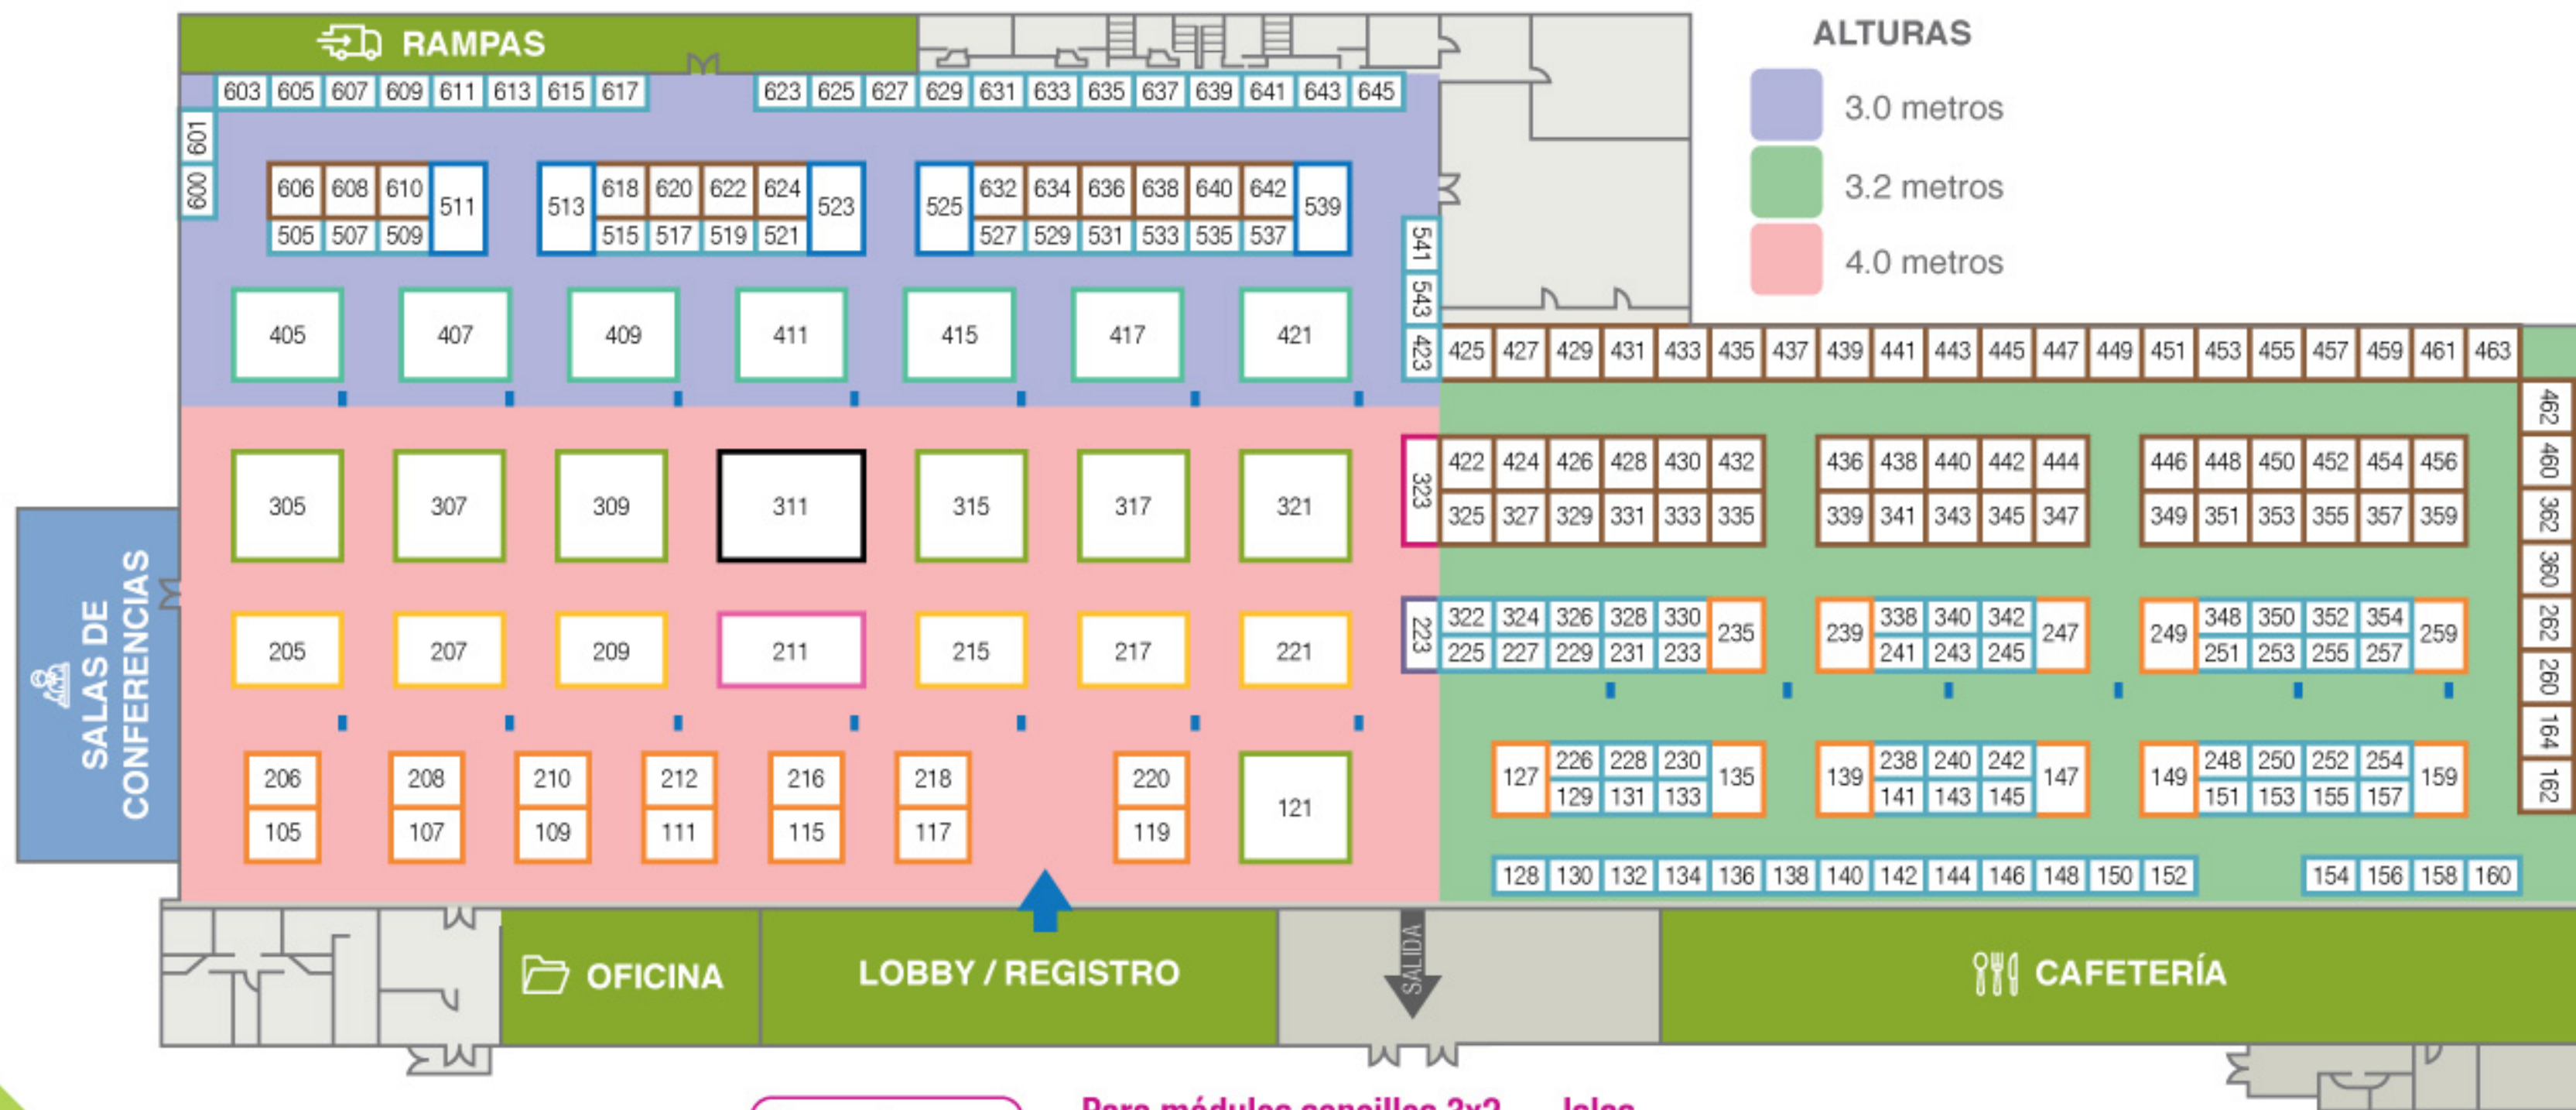 RAMPAS
ALTURAS
3.0 metros
3.2 metros
4.0 metros
603 605 607 609 611 613 615 617 623 625 627 629 631 633 635 637 639 641 643 645
601
600
606 608 610 511 513 618 620 622 624 523 525 632 634 636 638 640 642 539
505 507 509 515 517 519 521 527 529 531 533 535 537
541
543
405 407 409 411 415 417 421
423 425 427 429 431 433 435 437 439 441 443 445 447 449 451 453 455 457 459 461 463
462
460
362
360
262
260
164
162
323 422 424 426 428 430 432 436 438 440 442 444 446 448 450 452 454 456
325 327 329 331 333 335 339 341 343 345 347 349 351 353 355 357 359
305 307 309 311 315 317 321
SALAS DE
CONFERENCIAS
223 322 324 326 328 330 235 239 338 340 342 247 249 348 350 352 354 259
225 227 229 231 233 241 243 245 251 253 255 257
205 207 209 211 215 217 221
206 208 210 212 216 218 220 121
105 107 109 111 115 117 119
127 226 228 230 135 139 238 240 242 147 149 248 250 252 254 159
129 131 133 141 143 145 151 153 155 157
128 130 132 134 136 138 140 142 144 146 148 150 152 154 156 158 160
OFICINA
LOBBY / REGISTRO
SALIDA
CAFETERÍA
Para módulos sencillos 3x2